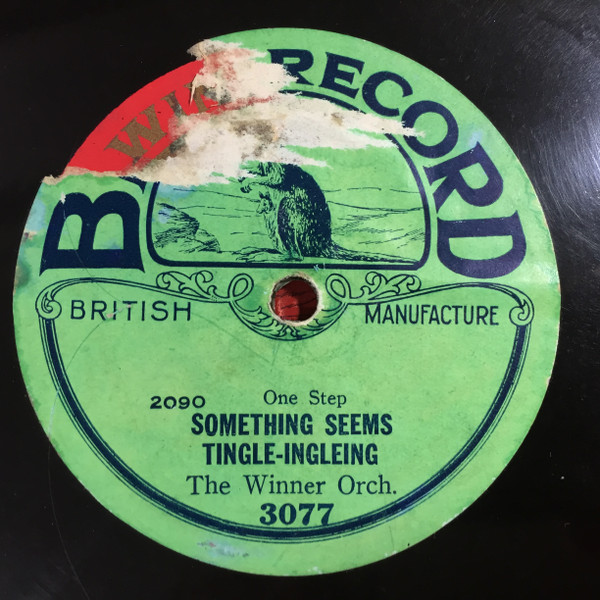 RECORD
BRITISH MANUFACTURE
2090 One Step
SOMETHING SEEMS
TINGLE-INGLEING
The Winner Orch.
3077